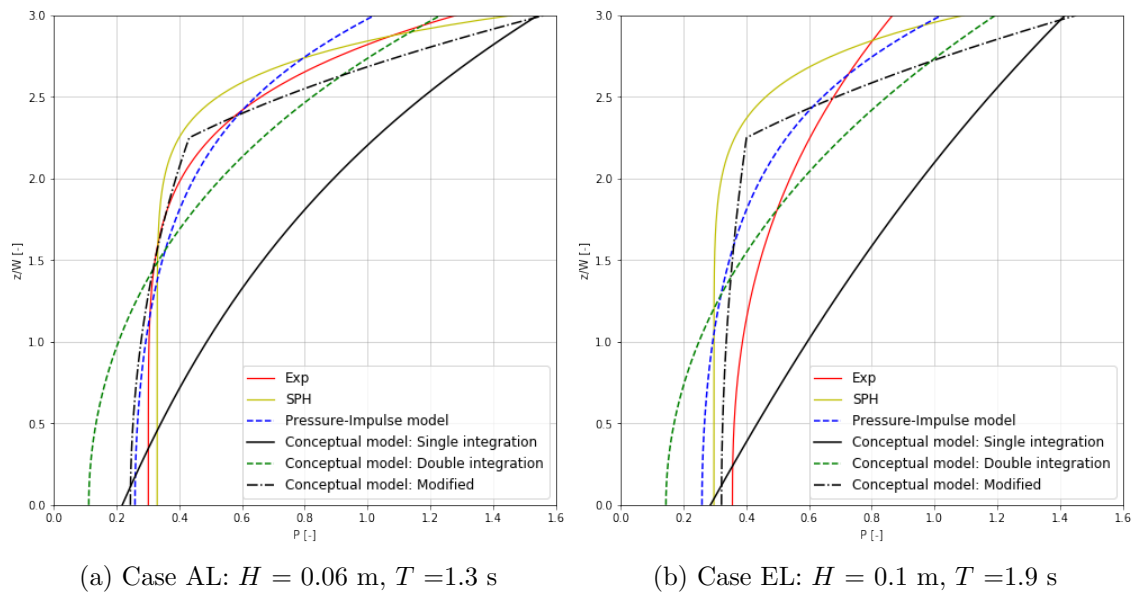 3.0
2.5
2.0
1.5
1.0
0.5
0.0
z/W [-]
0.0 0.2 0.4 0.6 0.8 1.0 1.2 1.4 1.6
P [-]
Exp
SPH
Pressure-Impulse model
Conceptual model: Single integration
Conceptual model: Double integration
Conceptual model: Modified
(a) Case AL: H = 0.06 m, T =1.3 s
3.0
2.5
2.0
1.5
1.0
0.5
0.0
z/W [-]
0.0 0.2 0.4 0.6 0.8 1.0 1.2 1.4 1.6
P [-]
Exp
SPH
Pressure-Impulse model
Conceptual model: Single integration
Conceptual model: Double integration
Conceptual model: Modified
(b) Case EL: H = 0.1 m, T =1.9 s